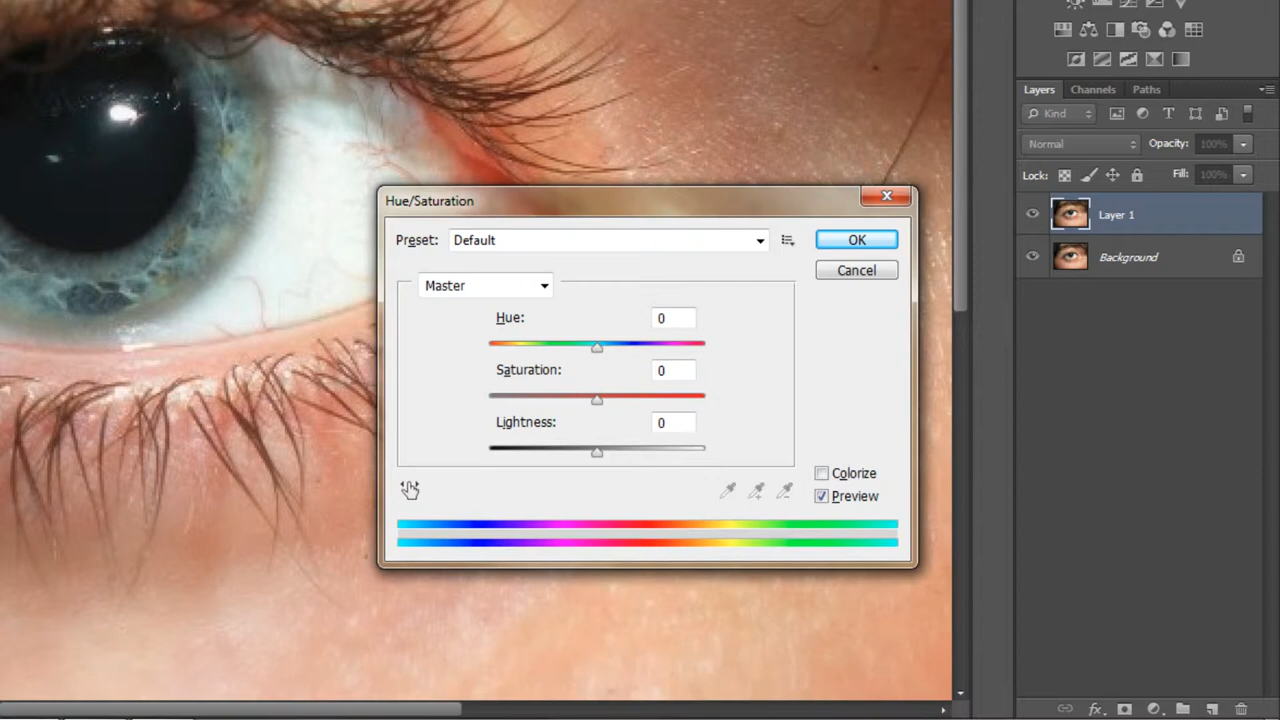 Layers Channels Paths
Kind
Normal Opacity: 100%
Lock: Fill: 100%
Layer 1
Background
Hue/Saturation
Preset: Default
OK
Cancel
Master
Hue: 0
Saturation: 0
Lightness: 0
Colorize
Preview
fx